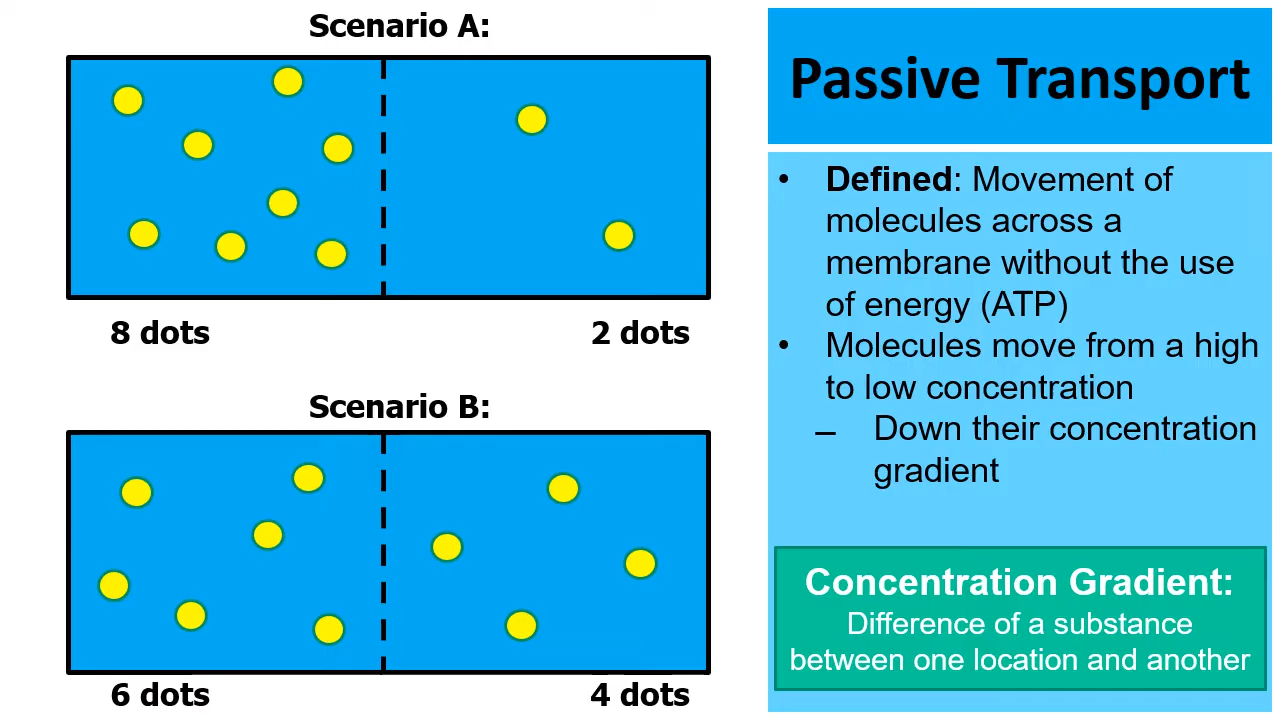 Scenario A:
8 dots
2 dots
Scenario B:
6 dots
4 dots
Passive Transport
• Defined: Movement of
molecules across a
membrane without the use
of energy (ATP)
• Molecules move from a high
to low concentration
– Down their concentration
gradient
Concentration Gradient:
Difference of a substance
between one location and another